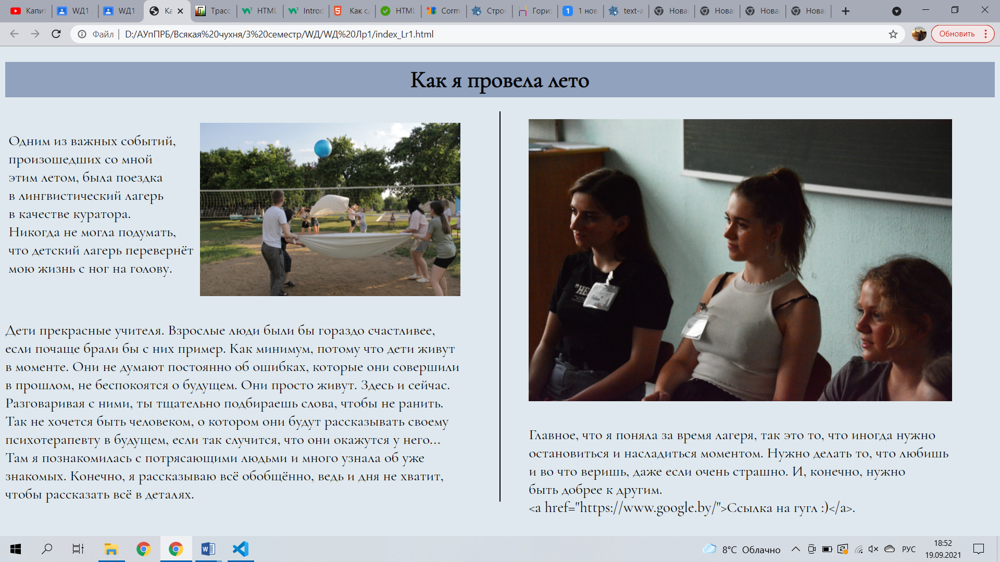 Капит
WД1
WД1
Ка
Трасс
HTML
Introd
Как сд
HTML
Corm
Строч
Гориз
1 нов
text-a
Нова
Нова
Нова
Нова
Файл | D:/АУпПРБ/Всякая%20чухня/3%20семестр/WД/WД%20Лр1/index_Lr1.html
Обновить
Как я провела лето
Одним из важных событий,
произошедших со мной
этим летом, была поездка
в лингвистический лагерь
в качестве куратора.
Никогда не могла подумать,
что детский лагерь перевернёт
мою жизнь с ног на голову.
Дети прекрасные учителя. Взрослые люди были бы гораздо счастливее,
если почаще брали бы с них пример. Как минимум, потому что дети живут
в моменте. Они не думают постоянно об ошибках, которые они совершили
в прошлом, не беспокоятся о будущем. Они просто живут. Здесь и сейчас.
Разговаривая с ними, ты тщательно подбираешь слова, чтобы не ранить.
Так не хочется быть человеком, о котором они будут рассказывать своему
психотерапевту в будущем, если так случится, что они окажутся у него...
Там я познакомилась с потрясающими людьми и много узнала об уже
знакомых. Конечно, я рассказываю всё обобщённо, ведь и дня не хватит,
чтобы рассказать всё в деталях.
"HE
Главное, что я поняла за время лагеря, так это то, что иногда нужно
остановиться и насладиться моментом. Нужно делать то, что любишь
и во что веришь, даже если очень страшно. И, конечно, нужно
быть добрее к другим.
<a href="https://www.google.by/">Ссылка на гугл :)</a>.
8°C Облачно
РУС
18:52
19.09.2021